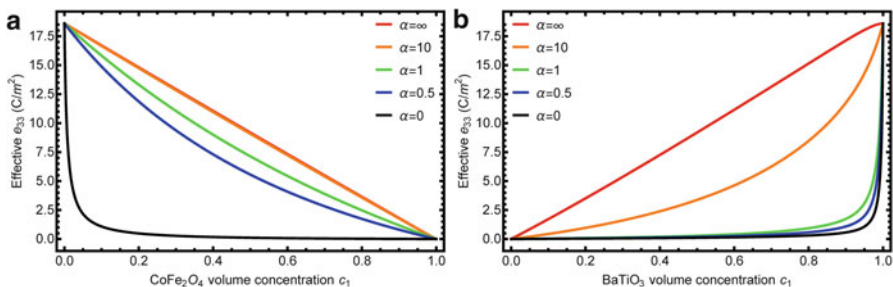 a
Effective e₃₃ (C/m²)
17.5
15.0
12.5
10.0
7.5
5.0
2.5
0.0
α=∞
α=10
α=1
α=0.5
α=0
0.0 0.2 0.4 0.6 0.8 1.0
CoFe₂O₄ volume concentration c₁
b
Effective e₃₃ (C/m²)
17.5
15.0
12.5
10.0
7.5
5.0
2.5
0.0
α=∞
α=10
α=1
α=0.5
α=0
0.0 0.2 0.4 0.6 0.8 1.0
BaTiO₃ volume concentration c₁